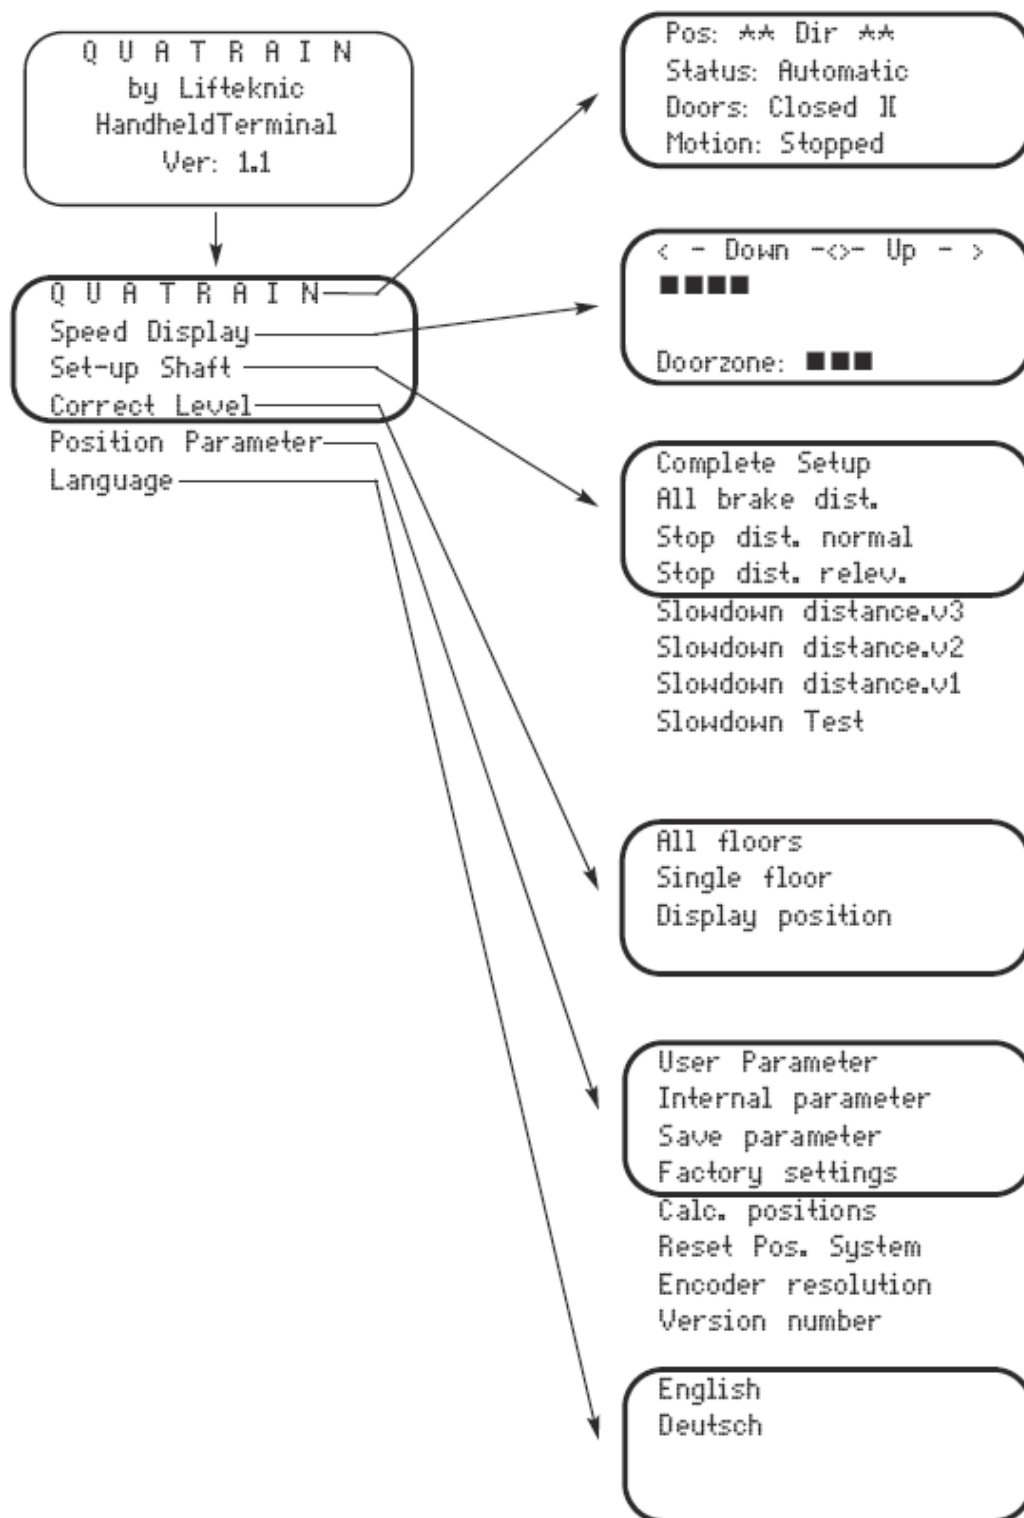 Q U A T R A I N
by Lifteknic
HandheldTerminal
Ver: 1.1
Q U A T R A I N
Speed Display
Set-up Shaft
Correct Level
Position Parameter
Language
Pos: ** Dir **
Status: Automatic
Doors: Closed ][
Motion: Stopped
< - Down -<>- Up - >
■■■■
Doorzone: ■■■
Complete Setup
All brake dist.
Stop dist. normal
Stop dist. relev.
Slowdown distance.v3
Slowdown distance.v2
Slowdown distance.v1
Slowdown Test
All floors
Single floor
Display position
User Parameter
Internal parameter
Save parameter
Factory settings
Calc. positions
Reset Pos. System
Encoder resolution
Version number
English
Deutsch